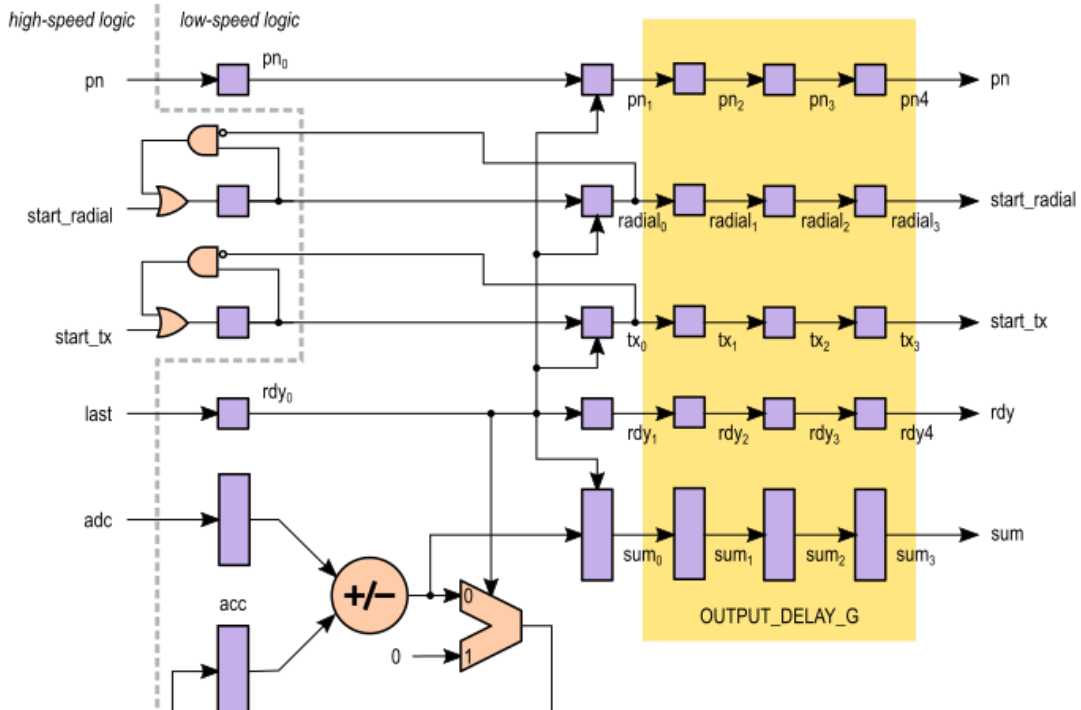 high-speed logic
low-speed logic
pn
pn₀
pn₁
pn₂
pn₃
pn4
pn
start_radial
radial₀
radial₁
radial₂
radial₃
start_radial
start_tx
tx₀
tx₁
tx₂
tx₃
start_tx
last
rdy₀
rdy₁
rdy₂
rdy₃
rdy4
rdy
adc
sum₀
sum₁
sum₂
sum₃
sum
acc
+/−
0
0
1
OUTPUT_DELAY_G